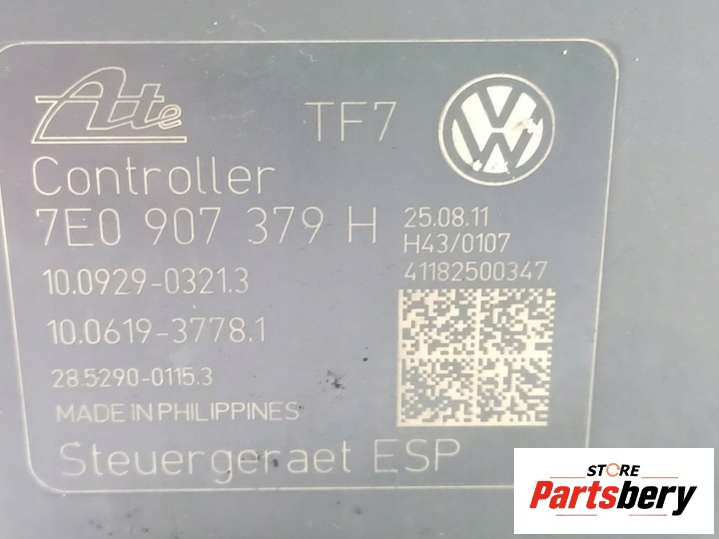 Ate TF7
Controller
7E0 907 379 H
25.08.11
H43/0107
41182500347
10.0929-0321.3
10.0619-3778.1
28.5290-0115.3
MADE IN PHILIPPINES
Steuergeraet ESP
STORE
Partsbery